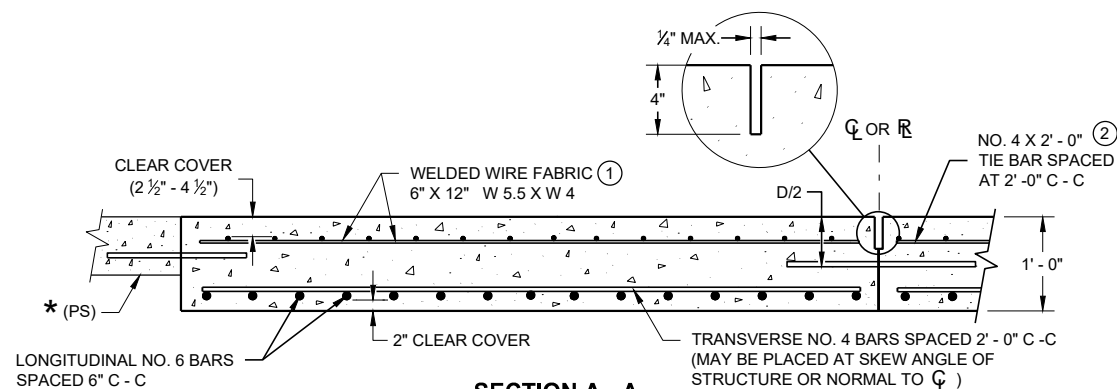 ¼" MAX.
4"
℄ OR ⅊
NO. 4 X 2' - 0" ②
TIE BAR SPACED
AT 2' -0" C - C
CLEAR COVER
(2 ½" - 4 ½")
WELDED WIRE FABRIC ①
6" X 12" W 5.5 X W 4
D/2
1' - 0"
* (PS)
2" CLEAR COVER
LONGITUDINAL NO. 6 BARS
SPACED 6" C - C
TRANSVERSE NO. 4 BARS SPACED 2' - 0" C -C
(MAY BE PLACED AT SKEW ANGLE OF
STRUCTURE OR NORMAL TO ℄ )
SECTION A - A